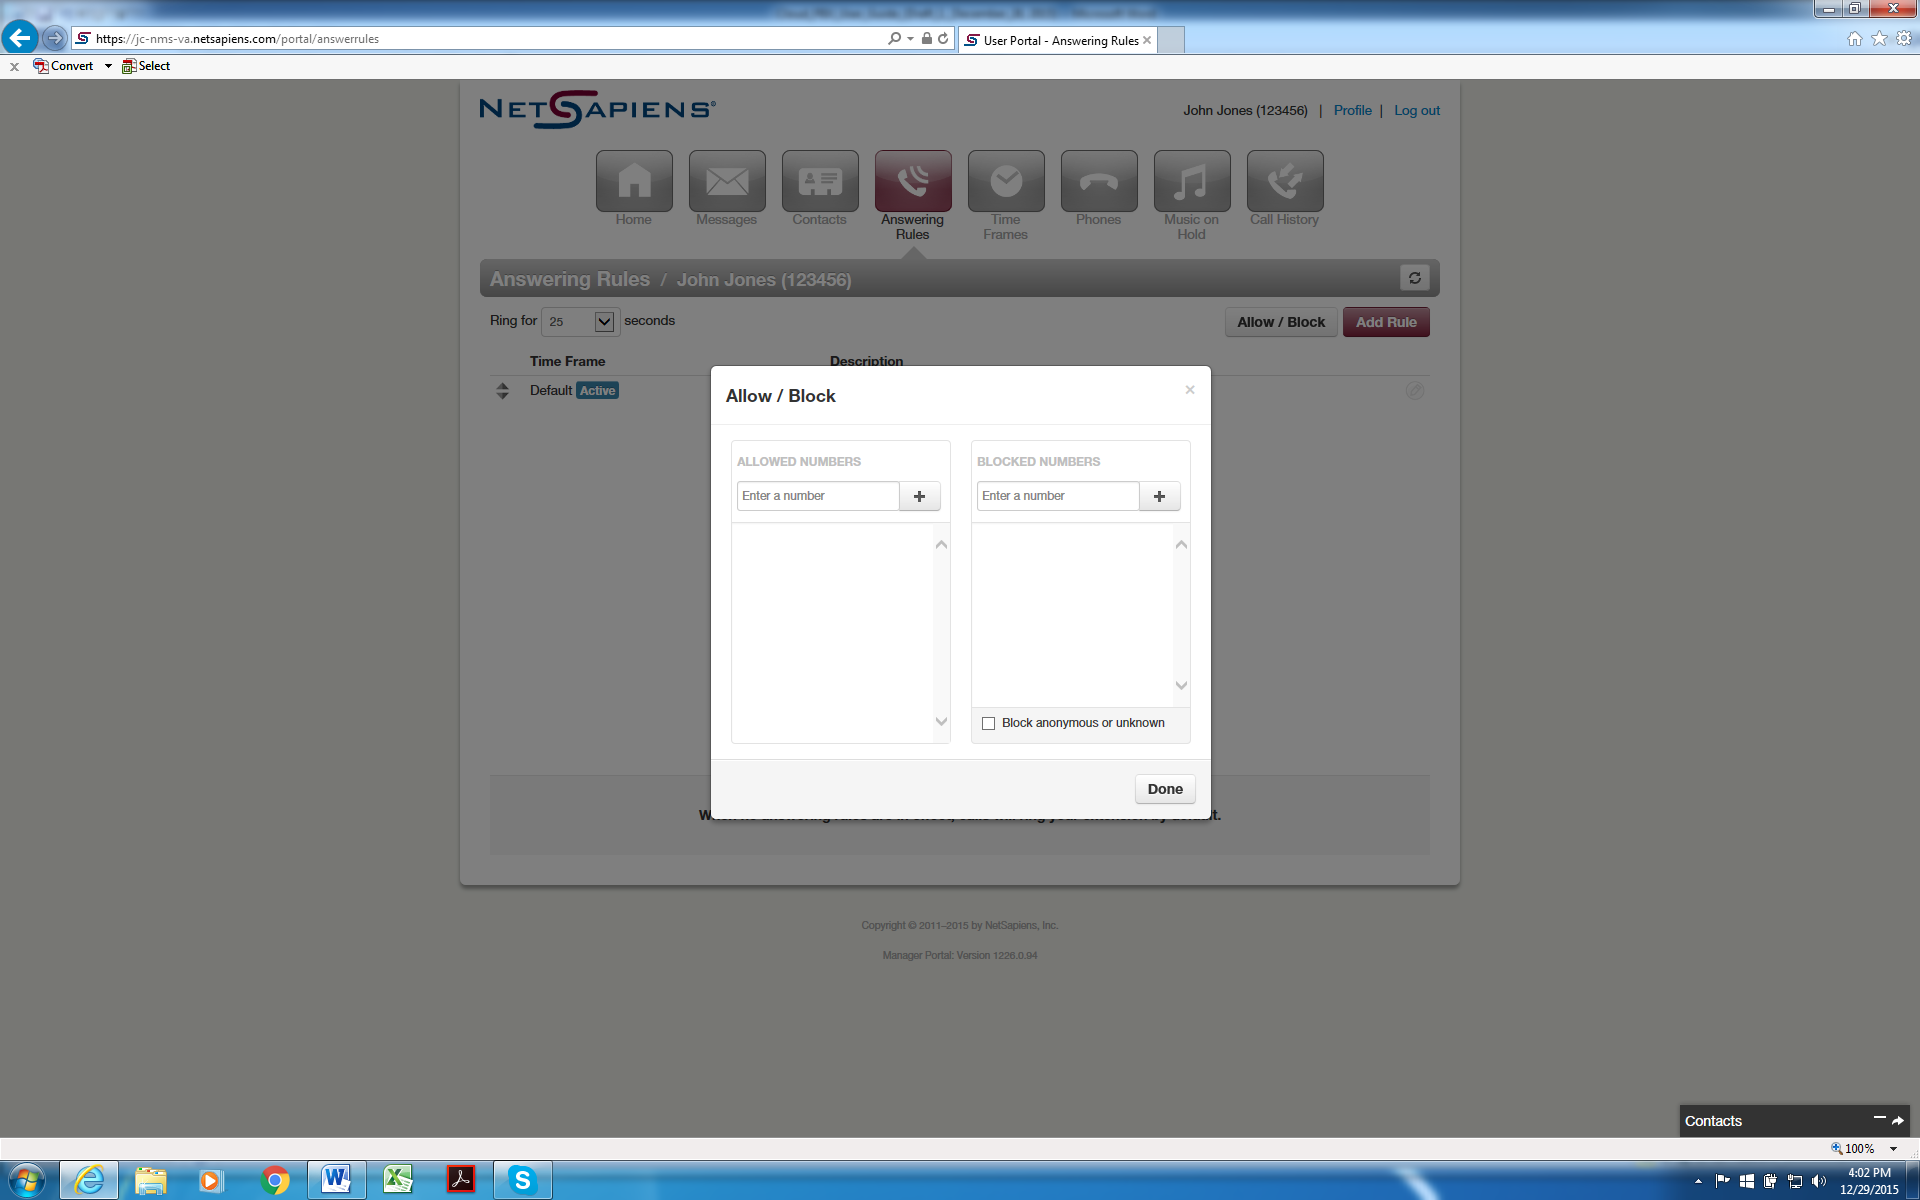 https://jc-nms-va.netsapiens.com/portal/answerrules
User Portal - Answering Rules
x Convert Select
NETSAPIENS®
John Jones (123456) | Profile | Log out
Home
Messages
Contacts
Answering Rules
Time Frames
Phones
Music on Hold
Call History
Answering Rules / John Jones (123456)
Ring for 25 seconds
Allow / Block
Add Rule
Time Frame
Description
Default Active
Allow / Block
×
ALLOWED NUMBERS
Enter a number
+
BLOCKED NUMBERS
Enter a number
+
Block anonymous or unknown
Done
Copyright © 2011–2015 by NetSapiens, Inc.
Manager Portal: Version 1226.0.94
Contacts
100%
4:02 PM
12/29/2015